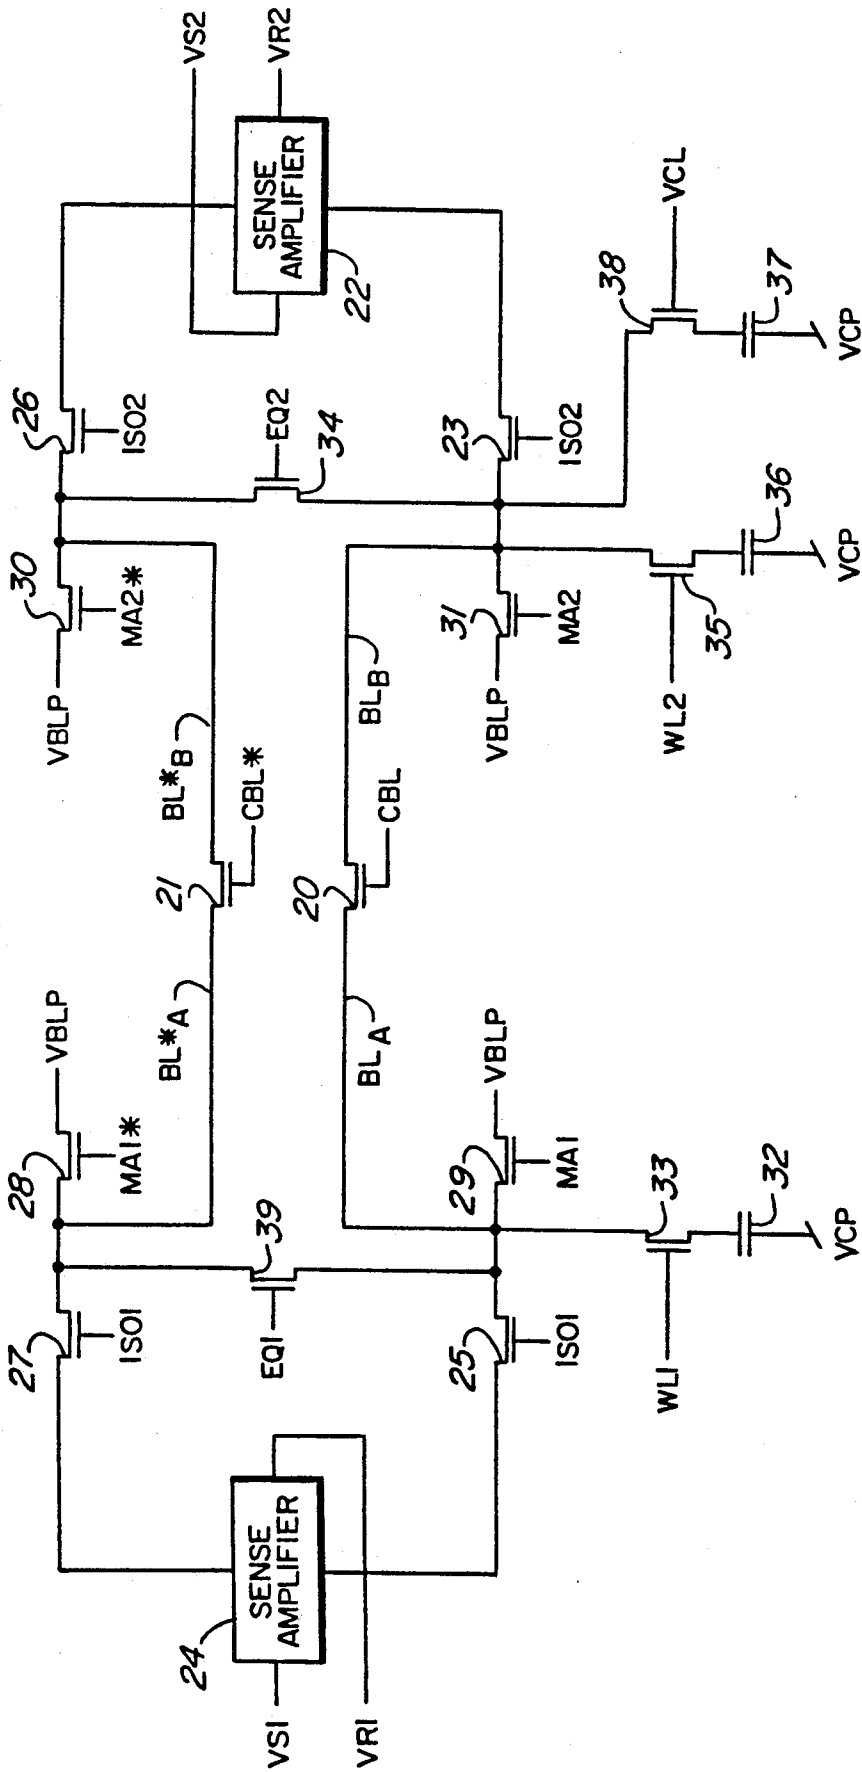 VS2
VR2
SENSE
AMPLIFIER
22
26
ISO2
EQ2
34
23
ISO2
38
VCL
37
VCP
30
MA2*
VBLP
31
MA2
VBLP
36
VCP
35
WL2
BL*B
BLB
21
CBL*
20
CBL
BL*A
BLA
VBLP
28
MA1*
VBLP
29
MA1
39
EQ1
33
32
VCP
WL1
27
ISO1
25
ISO1
SENSE
AMPLIFIER
24
VS1
VR1